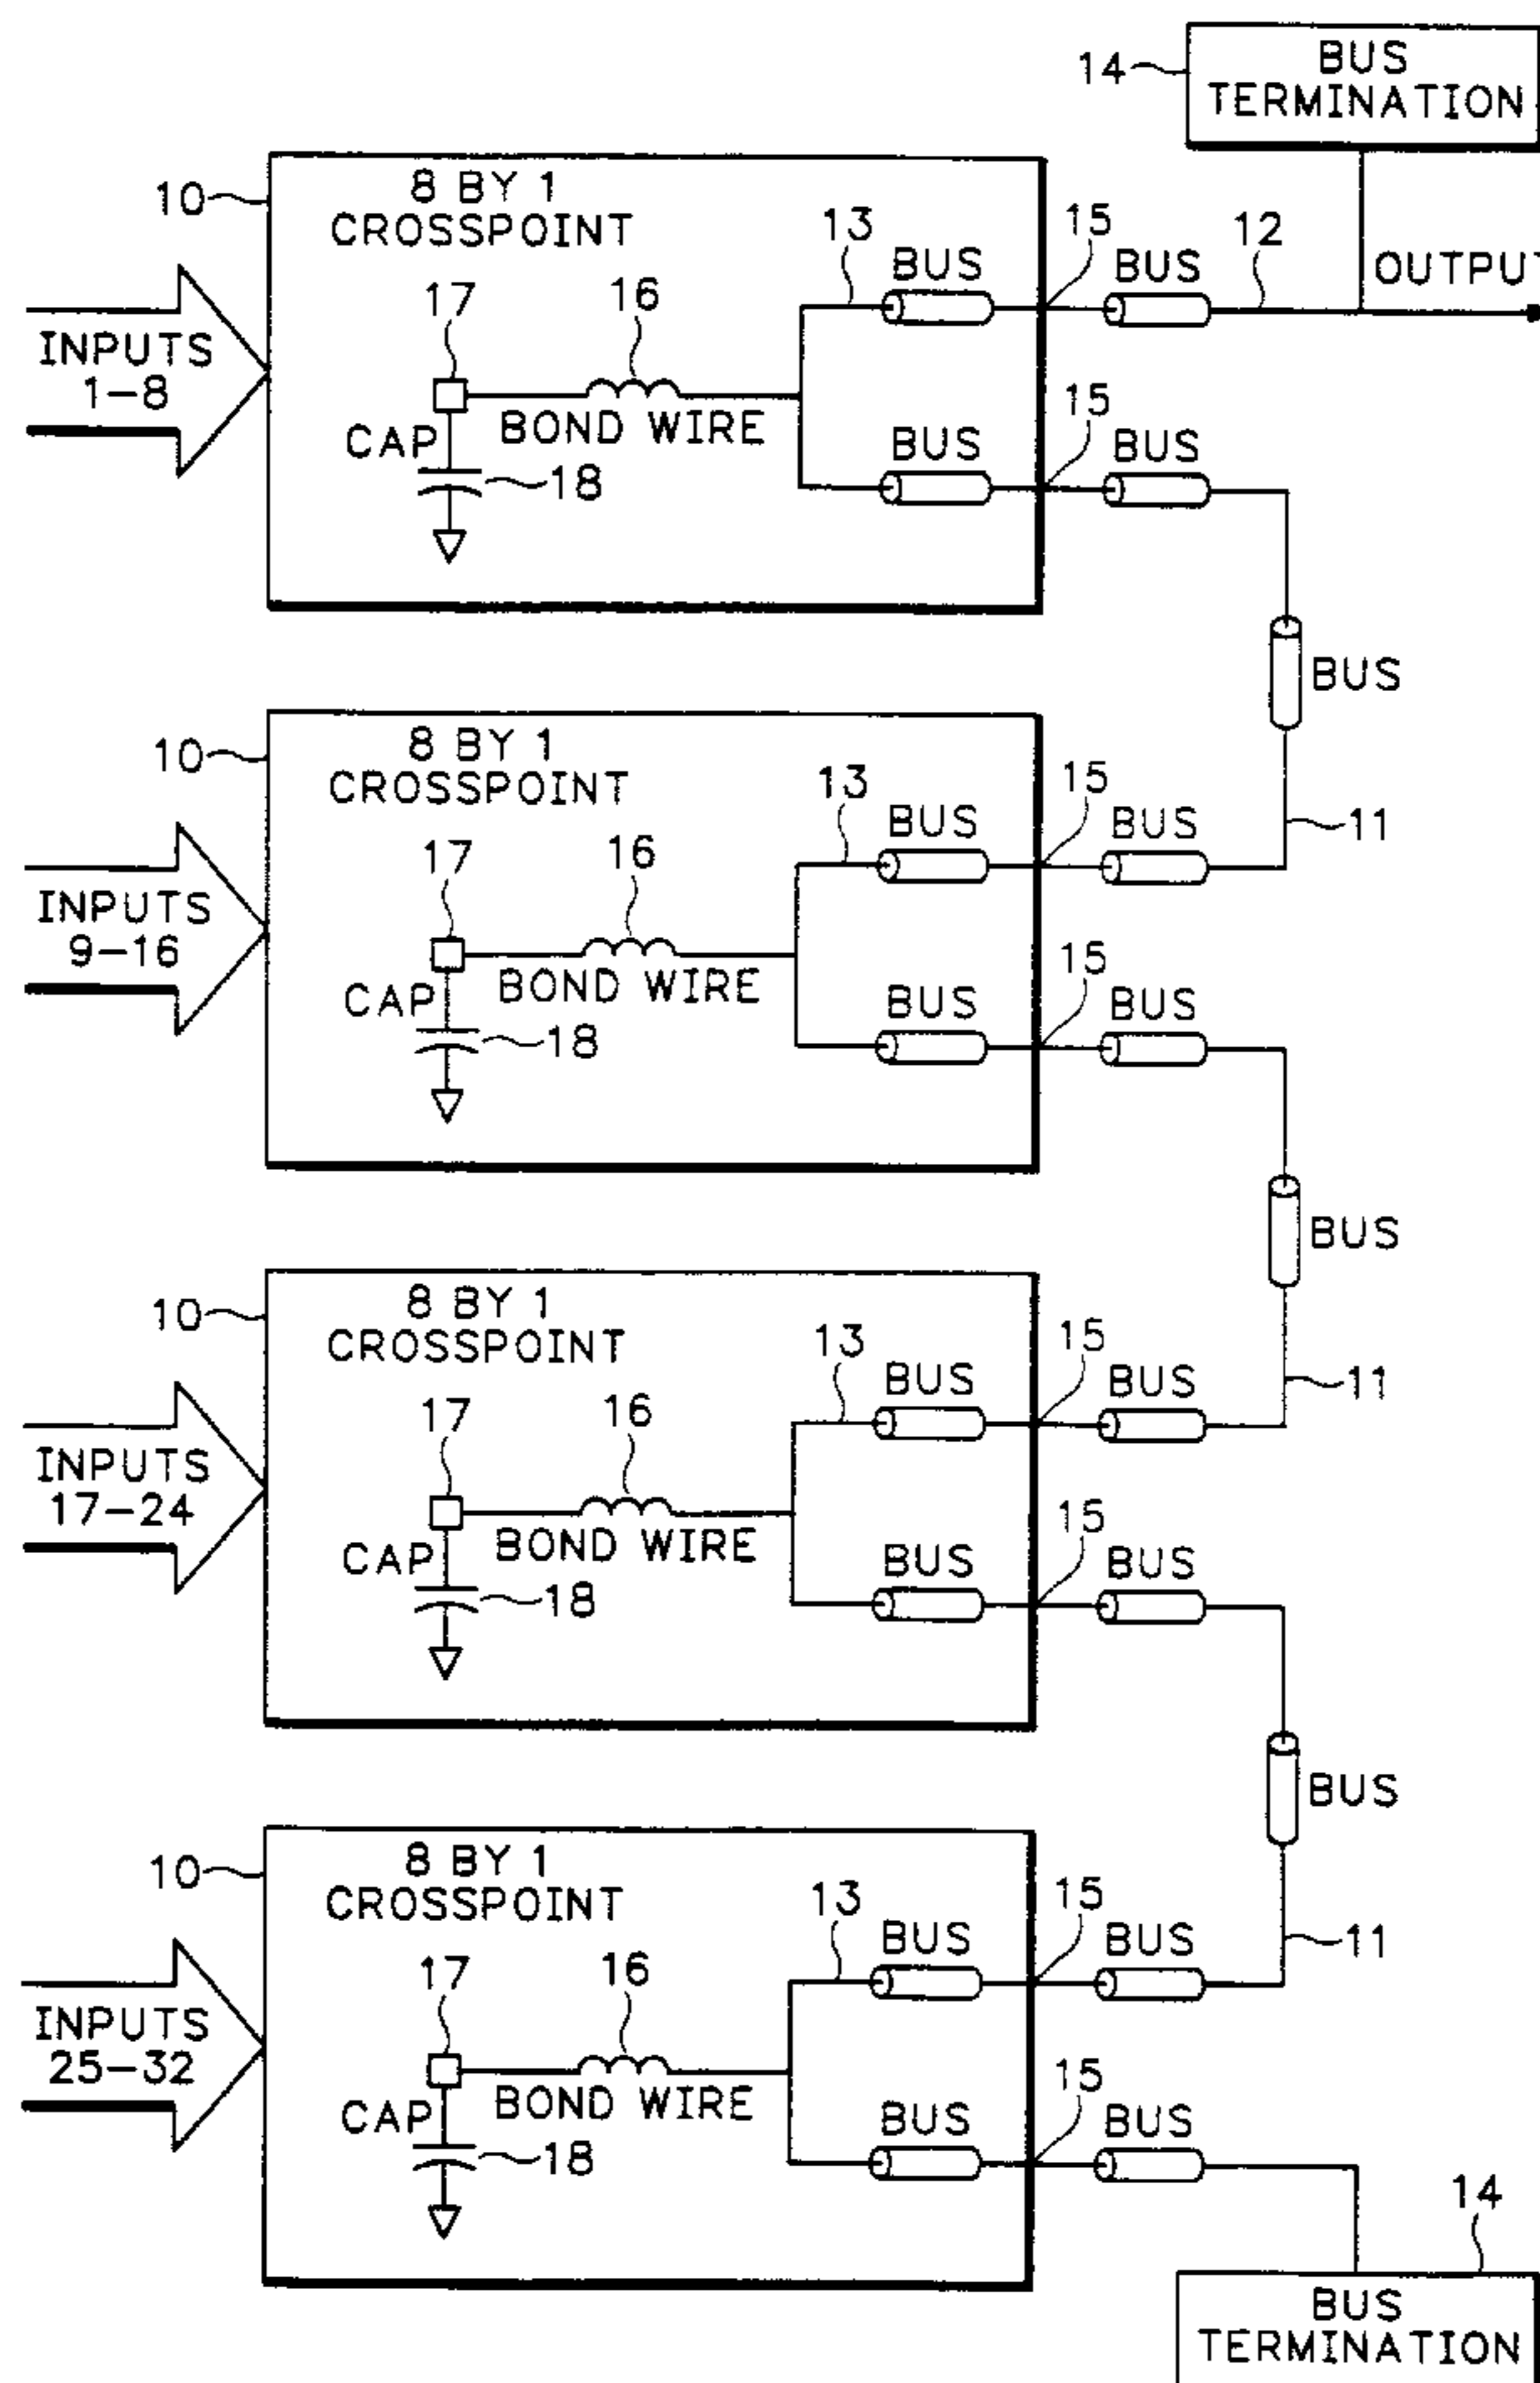 14
BUS
TERMINATION
10
8 BY 1
CROSSPOINT
13
BUS
15
BUS
12
OUTPUT
17
16
INPUTS
1-8
CAP
BOND WIRE
18
BUS
15
BUS
BUS
10
8 BY 1
CROSSPOINT
13
BUS
15
BUS
11
17
16
INPUTS
9-16
CAP
BOND WIRE
18
BUS
15
BUS
BUS
10
8 BY 1
CROSSPOINT
13
BUS
15
BUS
11
17
16
INPUTS
17-24
CAP
BOND WIRE
18
BUS
15
BUS
BUS
10
8 BY 1
CROSSPOINT
13
BUS
15
BUS
11
17
16
INPUTS
25-32
CAP
BOND WIRE
18
BUS
15
BUS
14
BUS
TERMINATION